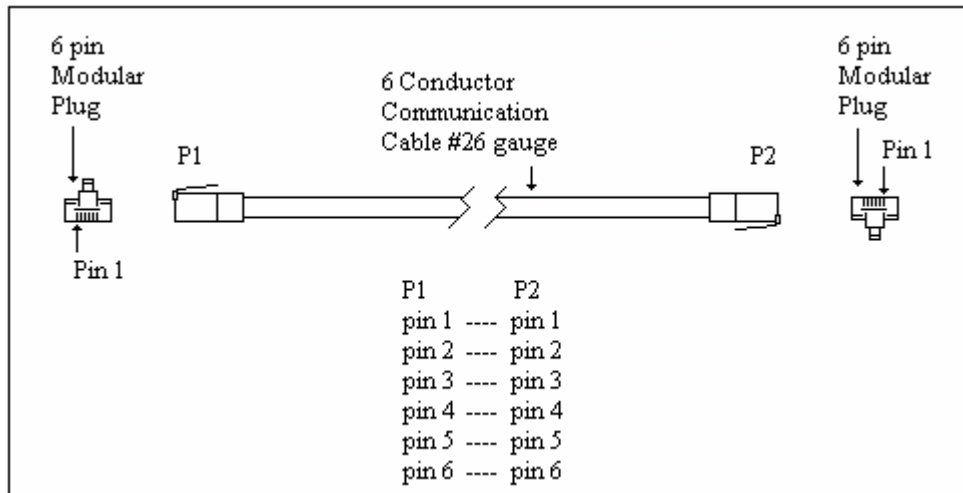 6 pin
Modular
Plug
6 Conductor
Communication
Cable #26 gauge
6 pin
Modular
Plug
P1
P2
Pin 1
Pin 1
P1 P2
pin 1 ---- pin 1
pin 2 ---- pin 2
pin 3 ---- pin 3
pin 4 ---- pin 4
pin 5 ---- pin 5
pin 6 ---- pin 6